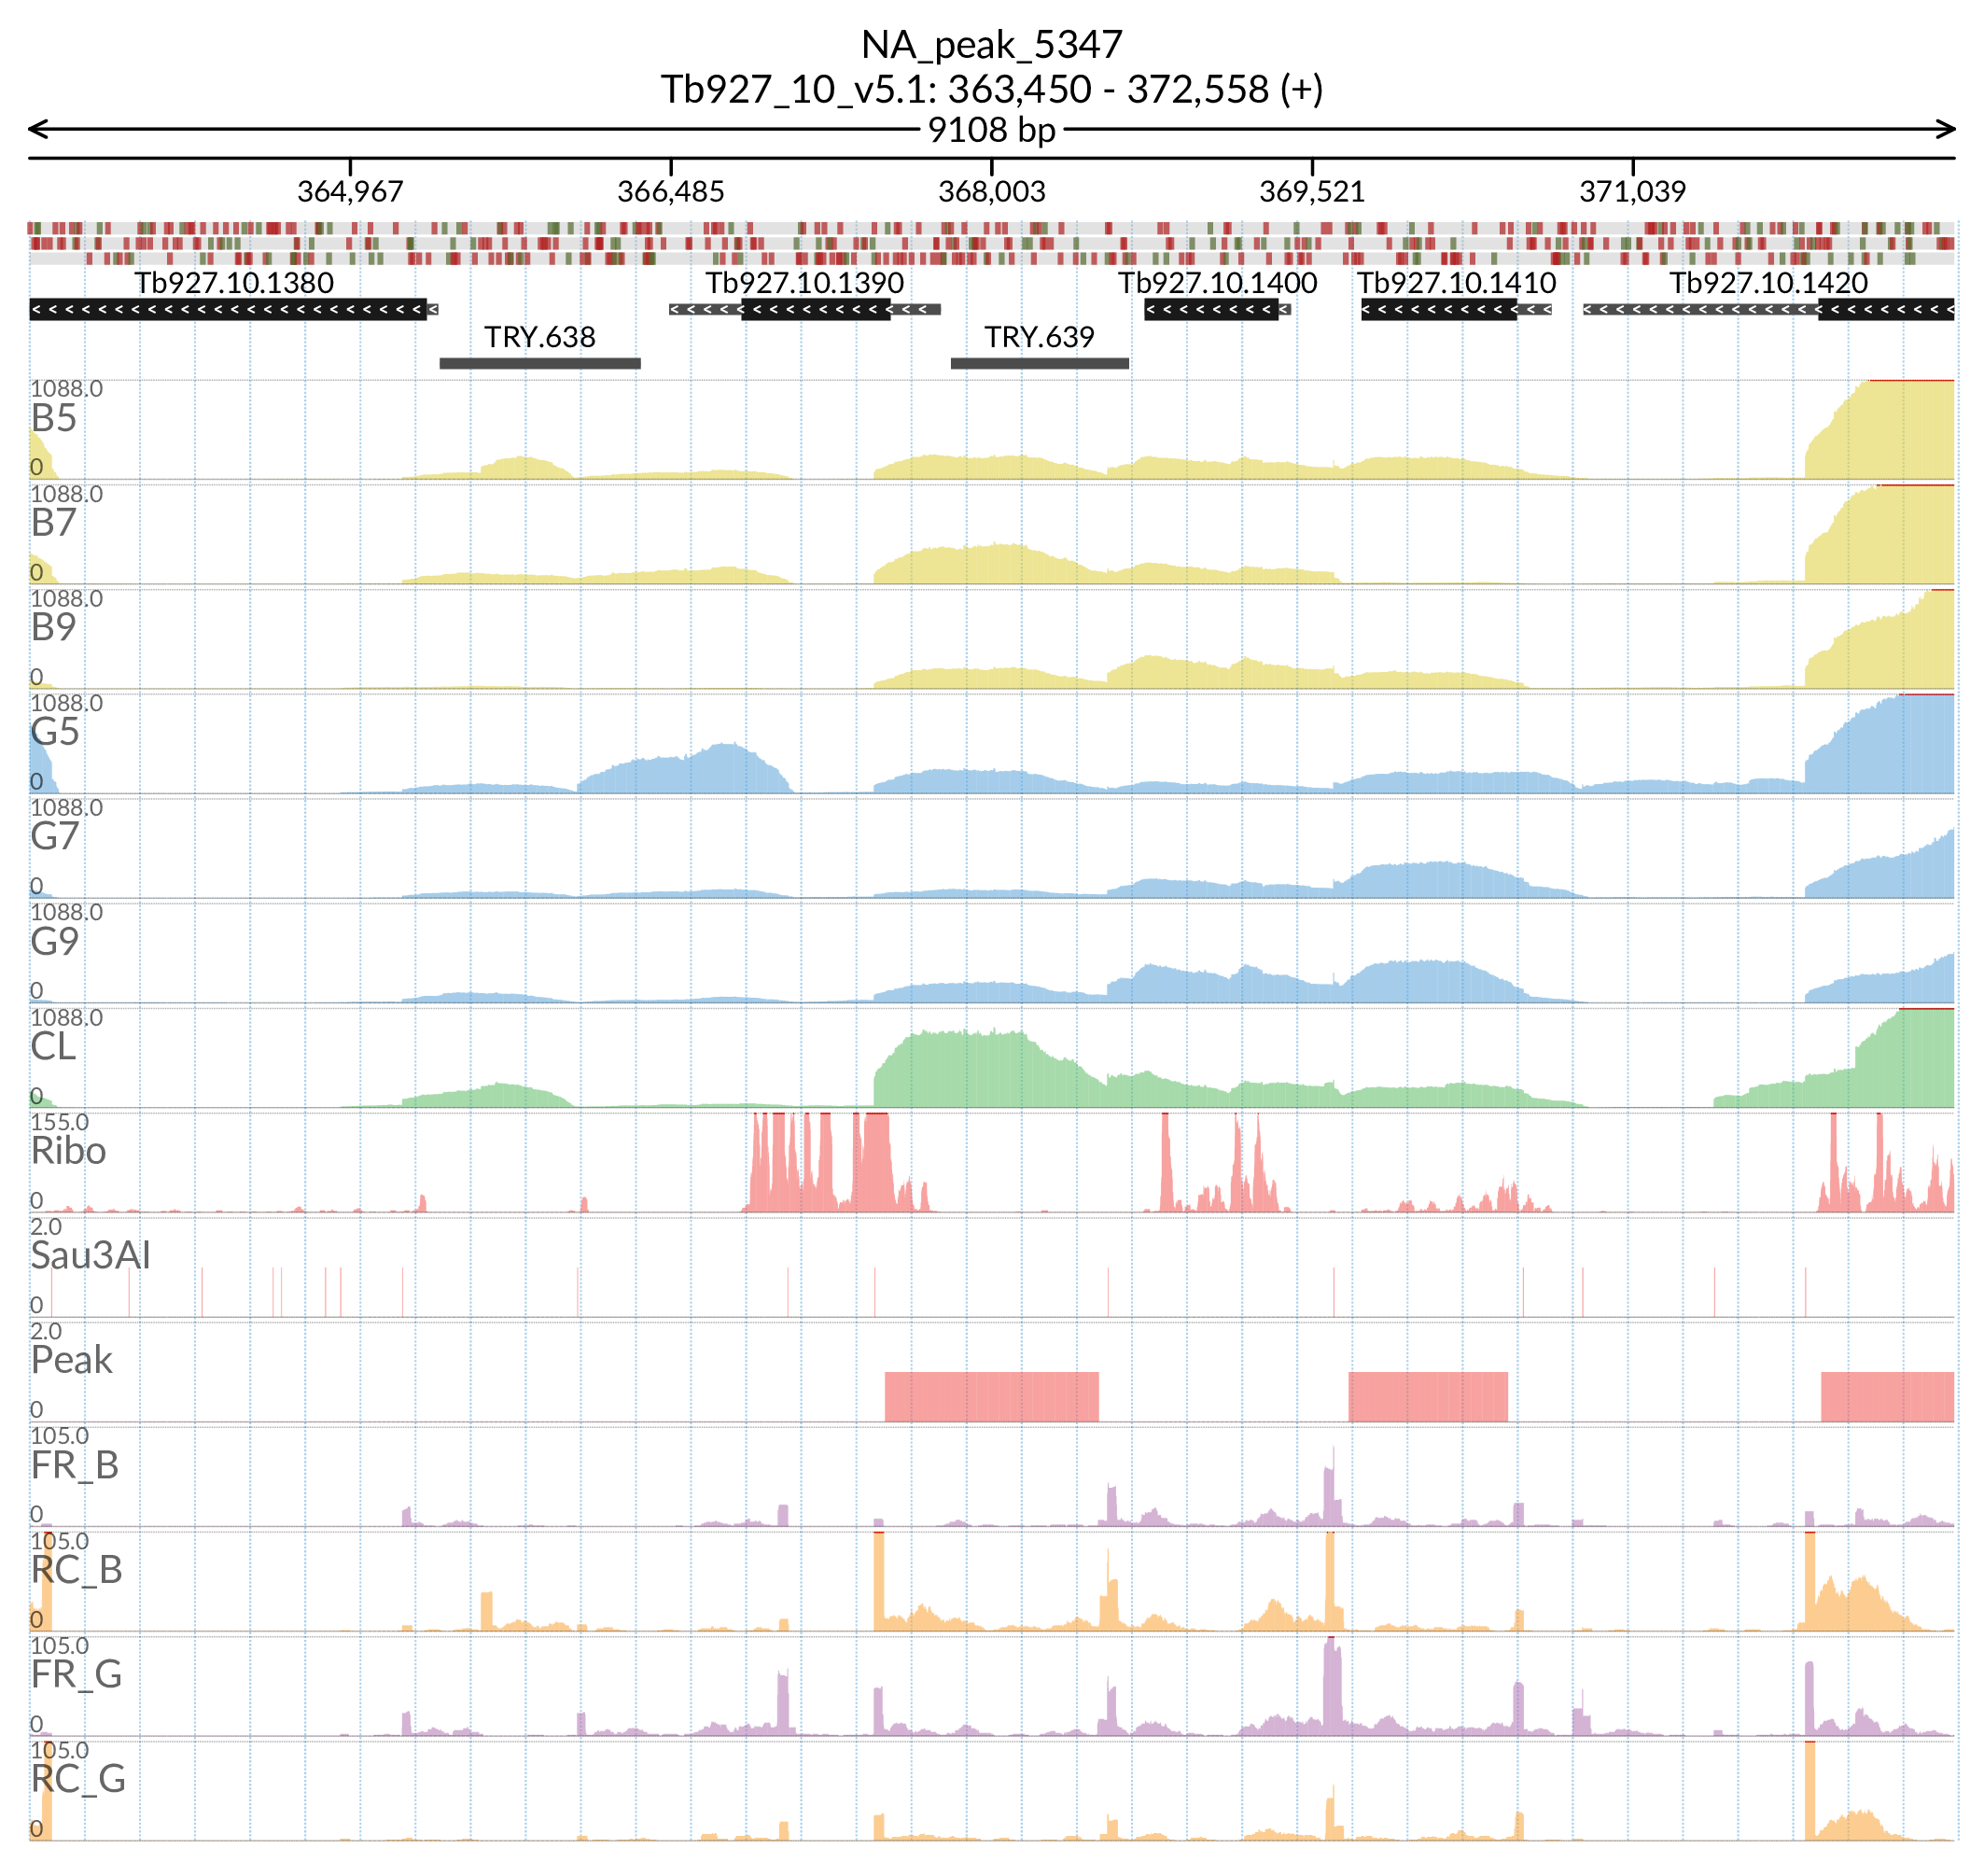 NA_peak_5347
Tb927_10_v5.1: 363,450 - 372,558 (+)
9108 bp
364,967 366,485 368,003 369,521 371,039
Tb927.10.1380 Tb927.10.1390 Tb927.10.1400 Tb927.10.1410 Tb927.10.1420
TRY.638 TRY.639
1088.0
B5
0
1088.0
B7
0
1088.0
B9
0
1088.0
G5
0
1088.0
G7
0
1088.0
G9
0
1088.0
CL
0
155.0
Ribo
0
2.0
Sau3AI
0
2.0
Peak
0
105.0
FR_B
0
105.0
RC_B
0
105.0
FR_G
0
105.0
RC_G
0